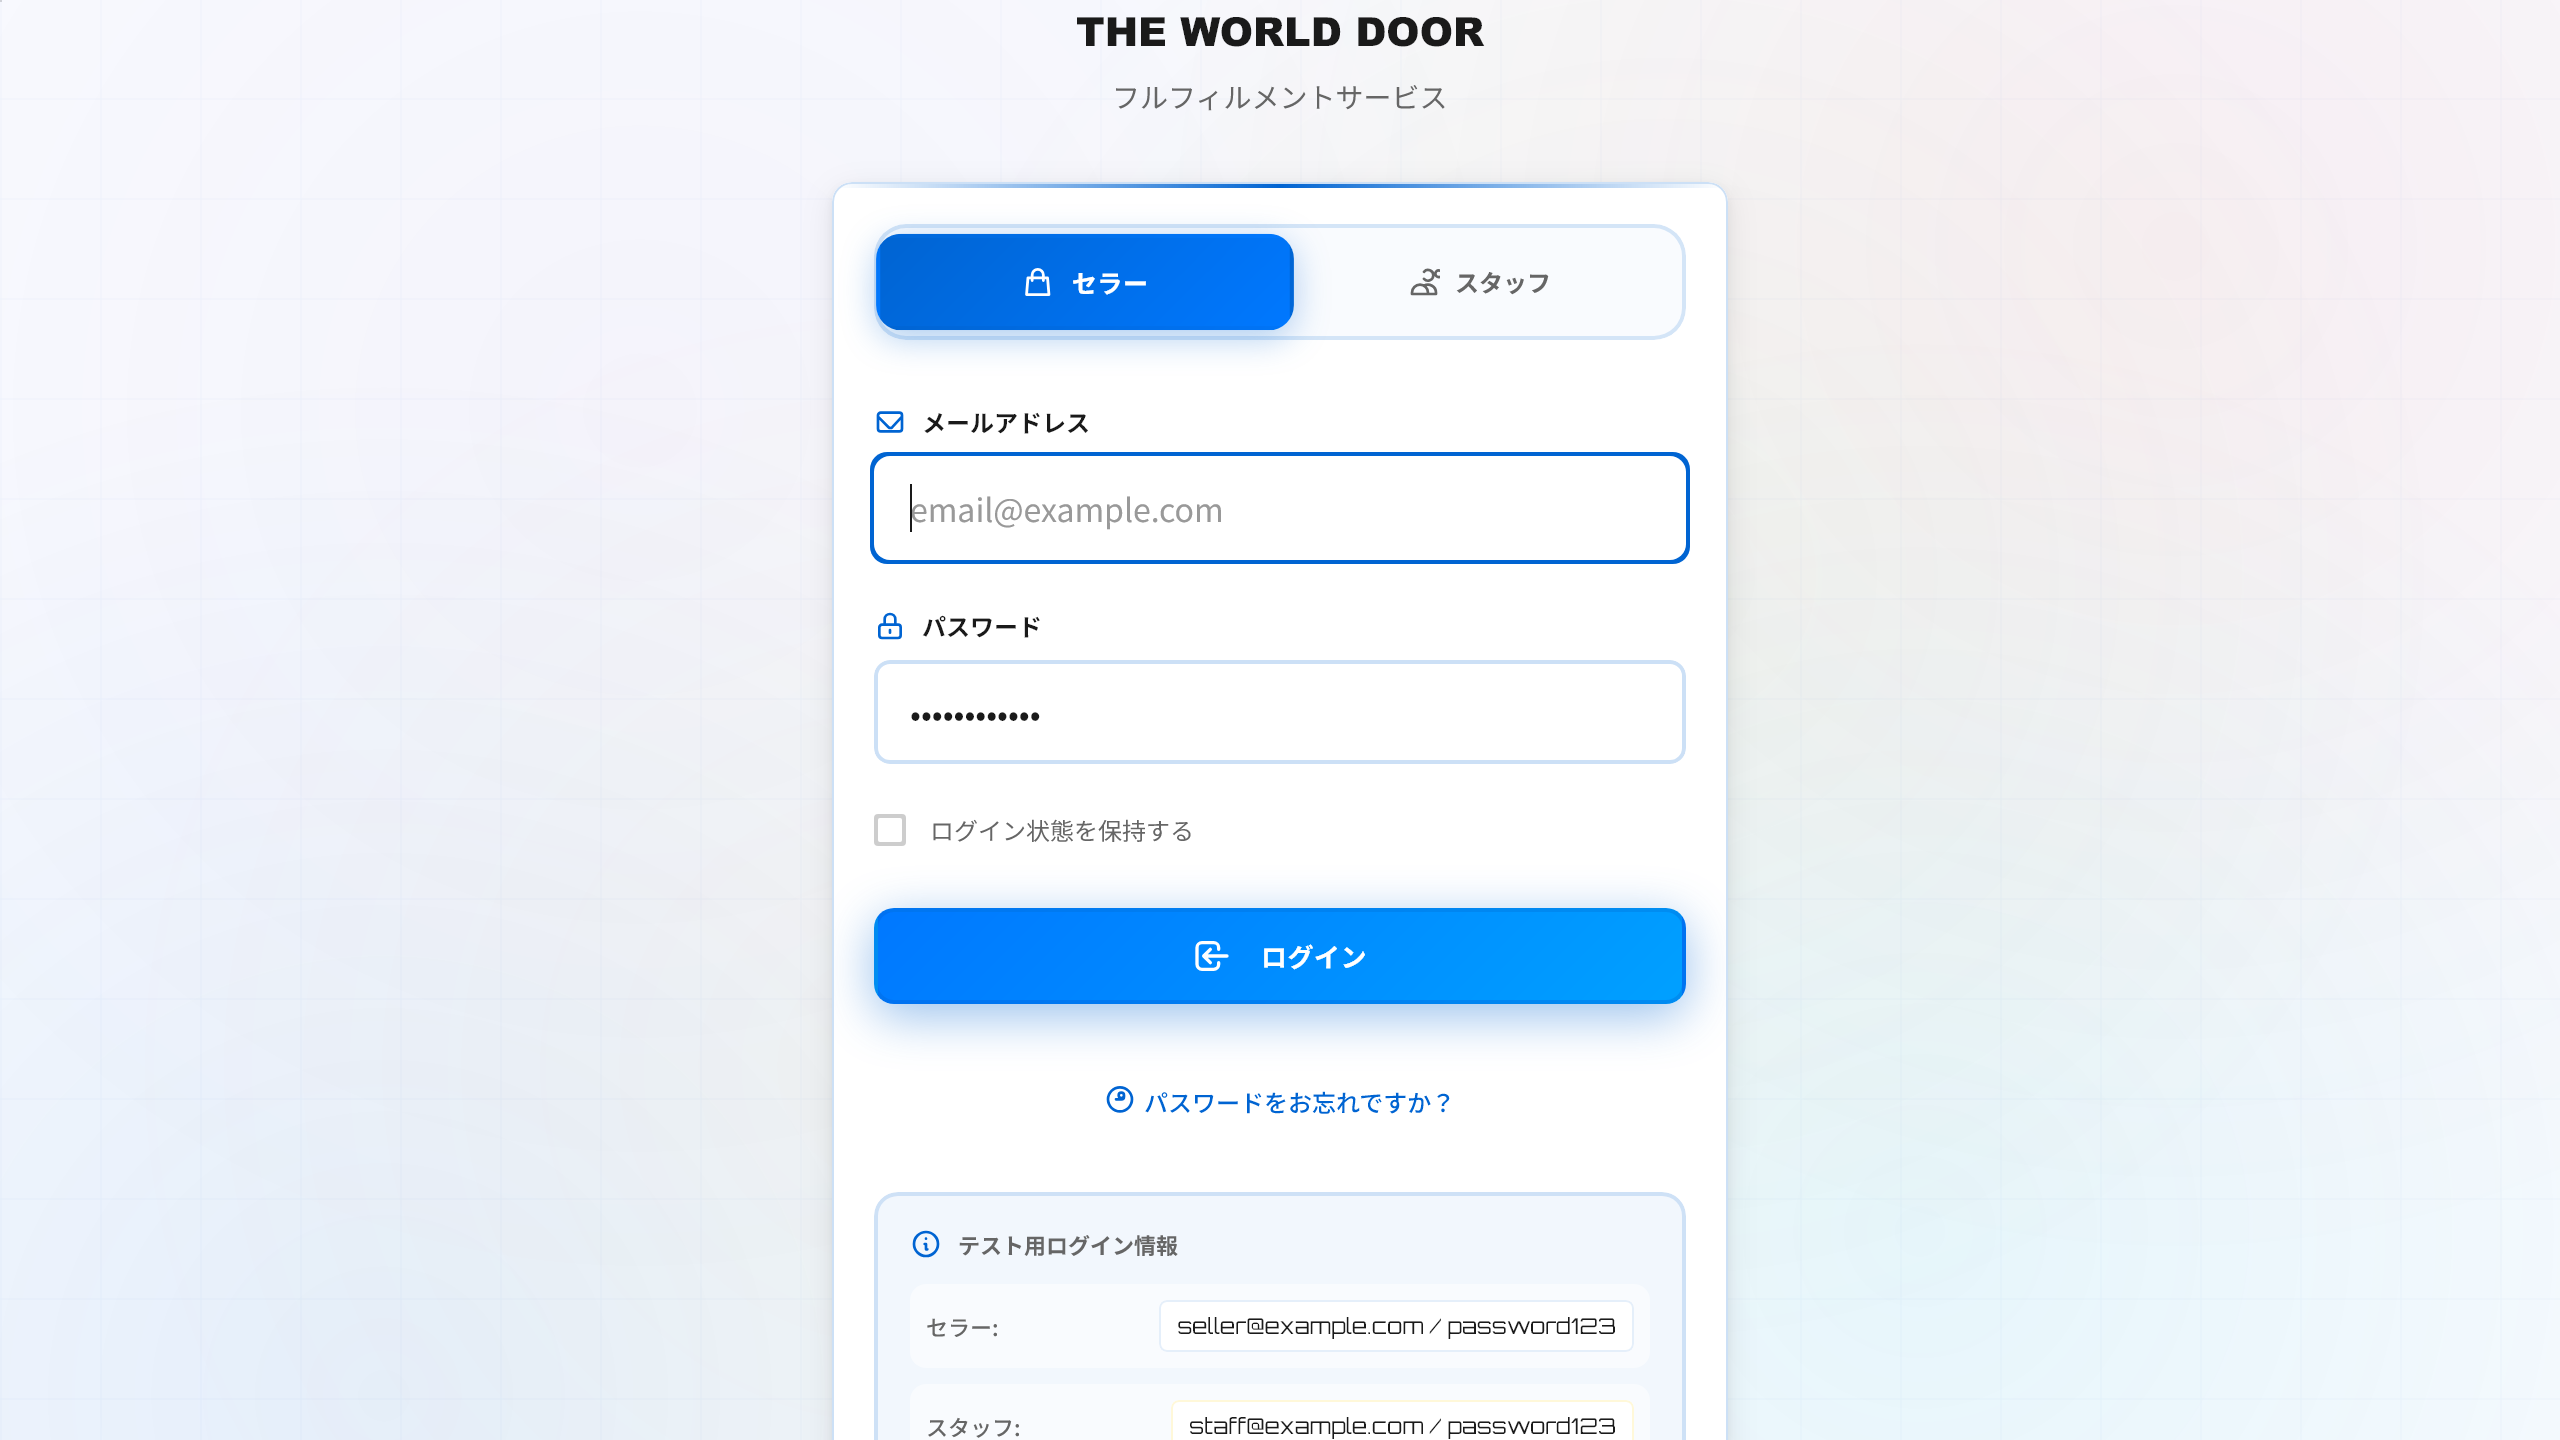 THE WORLD DOOR
フルフィルメントサービス
セラー
スタッフ
メールアドレス
email@example.com
パスワード
••••••••••••
ログイン状態を保持する
ログイン
パスワードをお忘れですか？
テスト用ログイン情報
セラー: seller@example.com / password123
スタッフ: staff@example.com / password123